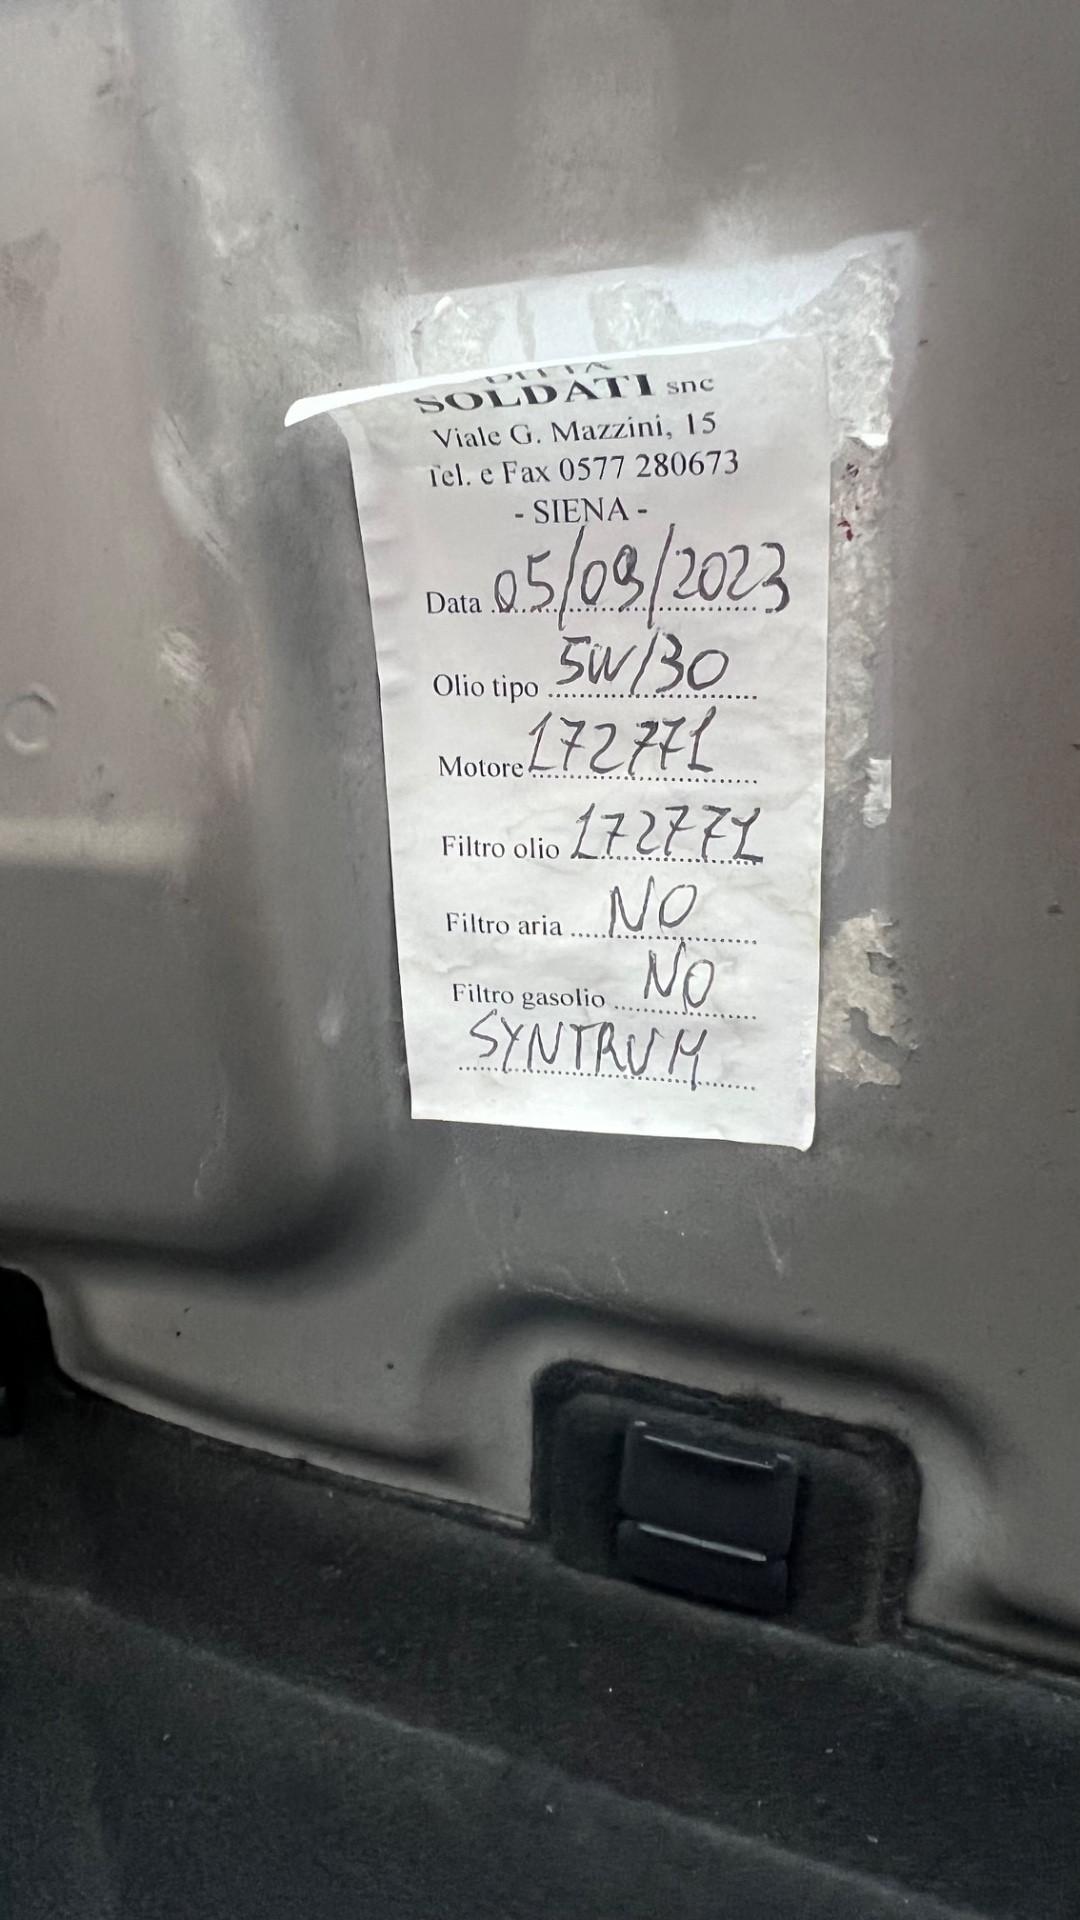 DITTA
SOLDATI snc
Viale G. Mazzini, 15
Tel. e Fax 0577 280673
- SIENA -
Data 05/09/2023
Olio tipo 5W/30
Motore 172771
Filtro olio 172771
Filtro aria NO
Filtro gasolio NO
SYNTRUM